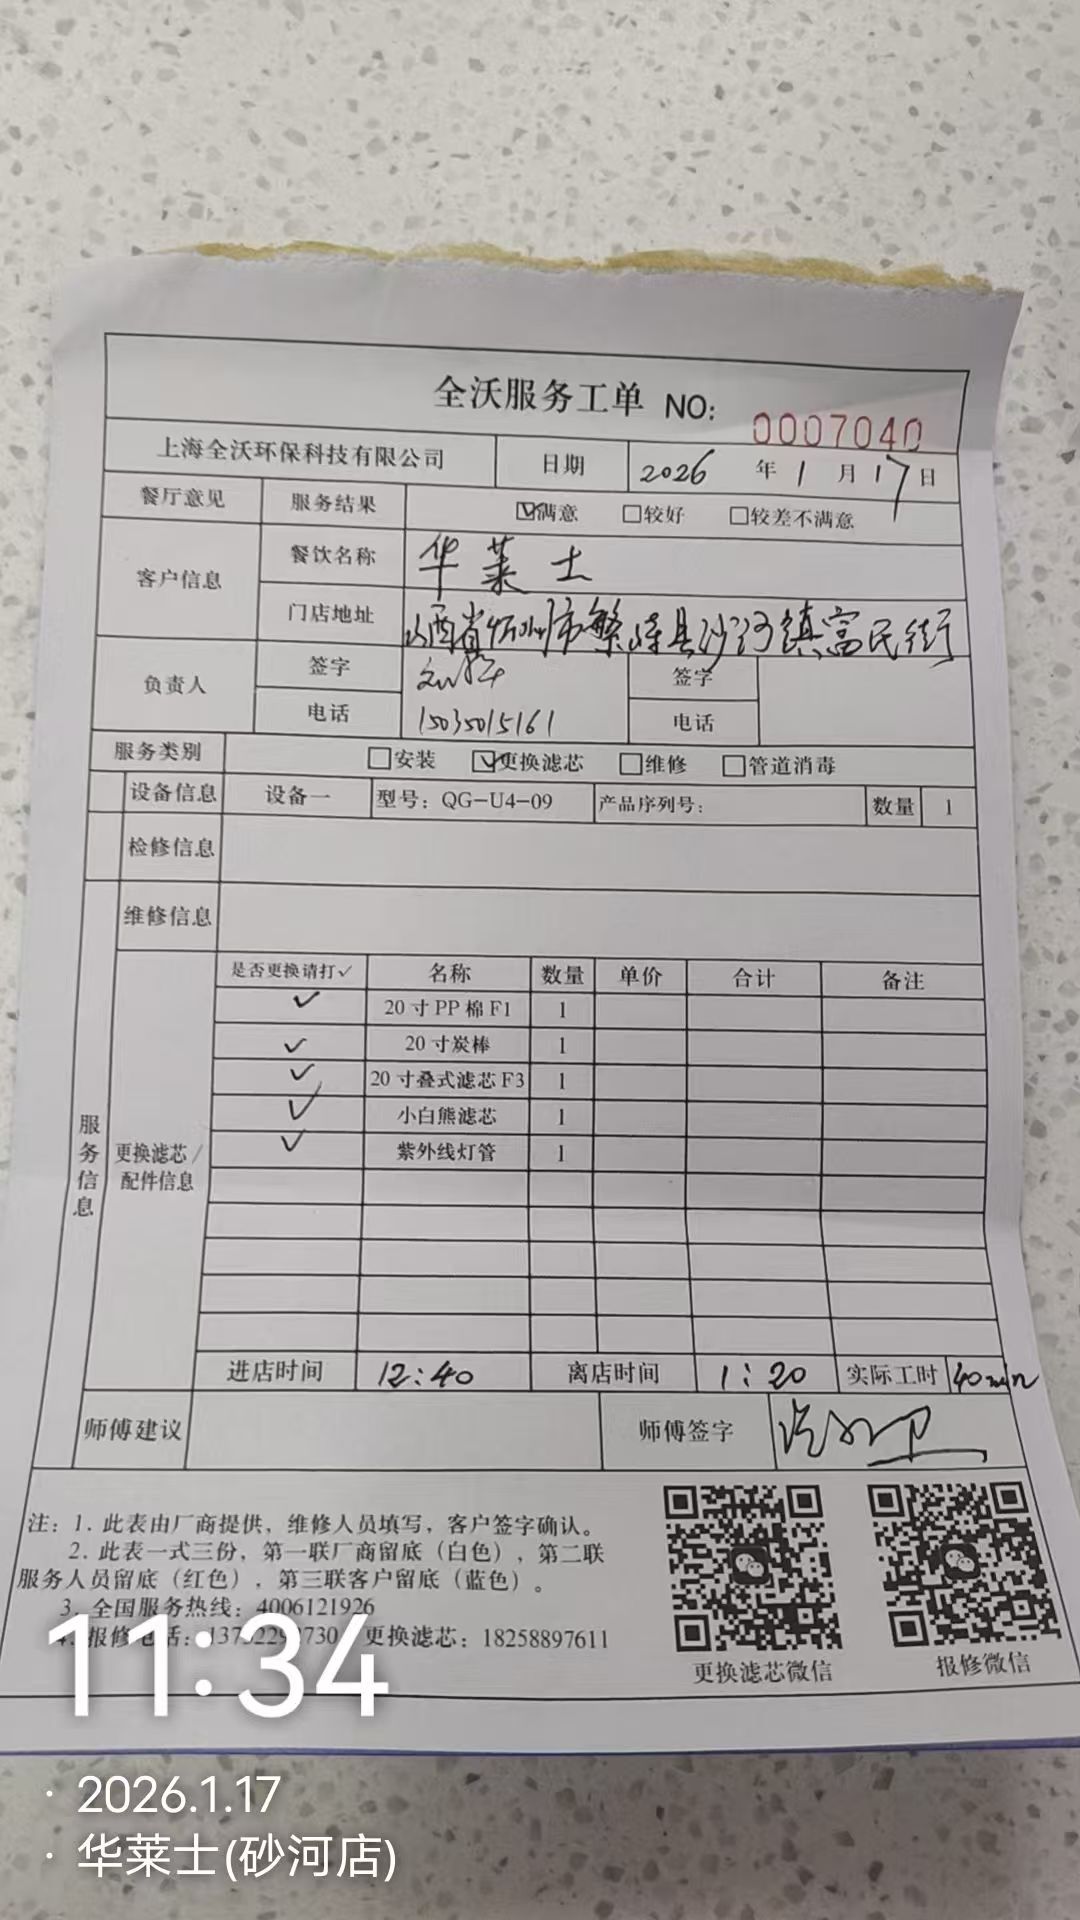 全沃服务工单 NO: 0007040
上海全沃环保科技有限公司 日期 2026 年 1 月 17 日
餐厅意见 服务结果 ☑满意 □较好 □较差不满意
客户信息 餐饮名称 华莱士
门店地址 山西省忻州市繁峙县沙河镇富民街
负责人 签字 签字
电话 15035015161 电话
服务类别 □安装 ☑更换滤芯 □维修 □管道消毒
设备信息 设备一 型号：QG-U4-09 产品序列号： 数量 1
检修信息
维修信息
服务信息
更换滤芯/配件信息
是否更换请打✓ 名称 数量 单价 合计 备注
✓ 20寸PP棉F1 1
✓ 20寸炭棒 1
✓ 20寸叠式滤芯F3 1
✓ 小白熊滤芯 1
✓ 紫外线灯管 1
进店时间 12:40 离店时间 1:20 实际工时 40min
师傅建议 师傅签字
注：1. 此表由厂商提供，维修人员填写，客户签字确认。
2. 此表一式三份，第一联厂商留底（白色），第二联
服务人员留底（红色），第三联客户留底（蓝色）。
3. 全国服务热线：4006121926
4. 报修电话： 更换滤芯：18258897611
更换滤芯微信 报修微信
11:34
· 2026.1.17
· 华莱士(砂河店)